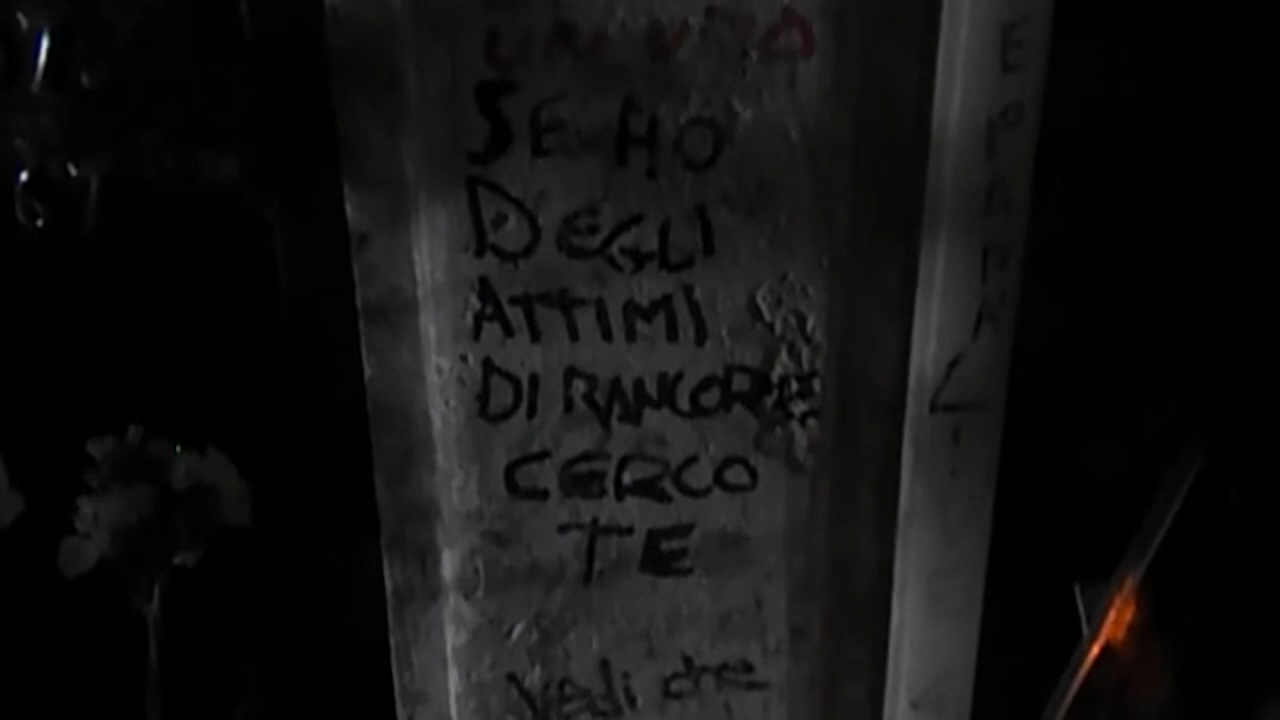 SE HO
DEGLI
ATTIMI
DI RANCORE
CERCO
TE
Vedi che